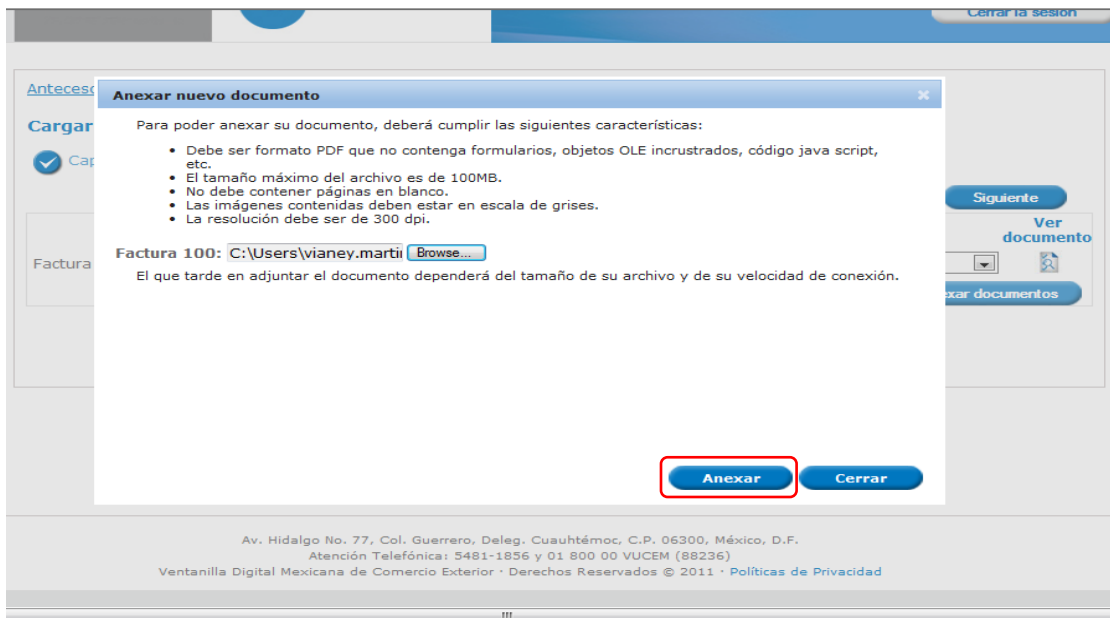 Cerrar la sesión
Anteceso
Anexar nuevo documento
Cargar
Para poder anexar su documento, deberá cumplir las siguientes características:
Cap
• Debe ser formato PDF que no contenga formularios, objetos OLE incrustrados, código java script,
etc.
• El tamaño máximo del archivo es de 100MB.
• No debe contener páginas en blanco.
• Las imágenes contenidas deben estar en escala de grises.
• La resolución debe ser de 300 dpi.
Siguiente
Ver
documento
Factura 100: C:\Users\vianey.martii Browse...
Factura
El que tarde en adjuntar el documento dependerá del tamaño de su archivo y de su velocidad de conexión.
xar documentos
Anexar Cerrar
Av. Hidalgo No. 77, Col. Guerrero, Deleg. Cuauhtémoc, C.P. 06300, México, D.F.
Atención Telefónica: 5481-1856 y 01 800 00 VUCEM (88236)
Ventanilla Digital Mexicana de Comercio Exterior · Derechos Reservados © 2011 · Políticas de Privacidad